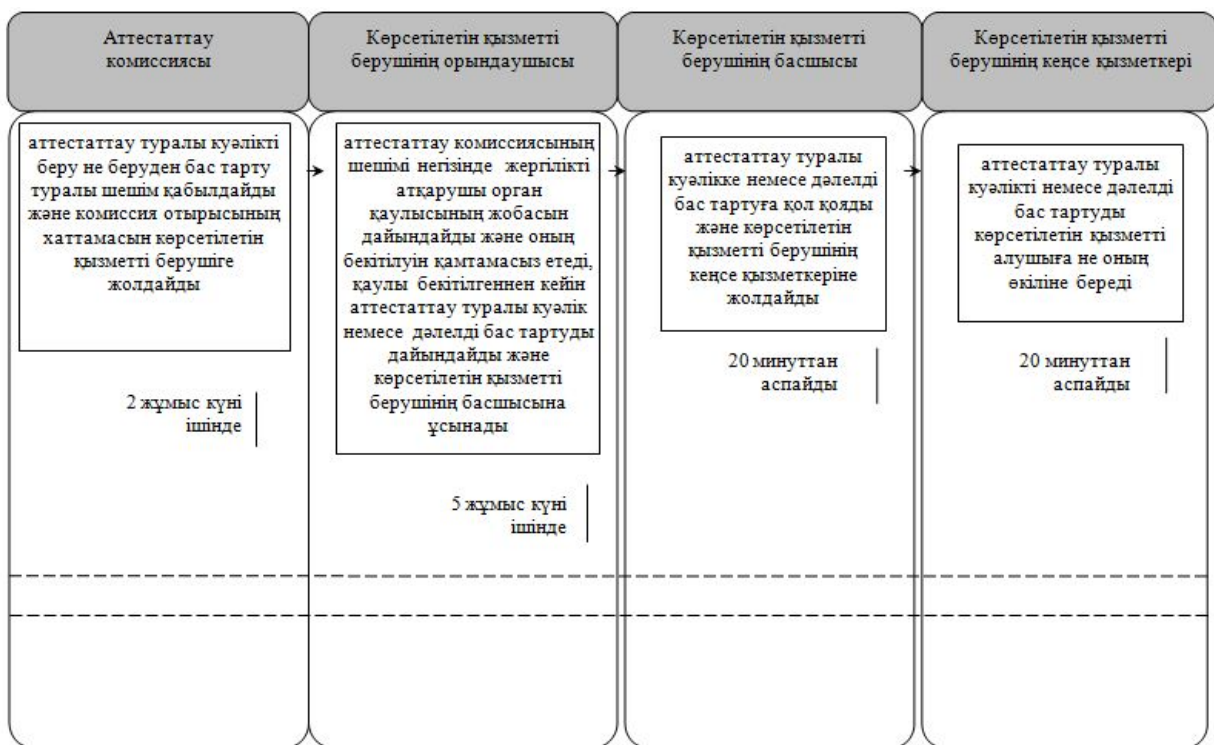 Аттестаттау
комиссиясы
Көрсетілетін қызметті
берушінің орындаушысы
Көрсетілетін қызметті
берушінің басшысы
Көрсетілетін қызметті
берушінің кеңсе қызметкері
аттестаттау туралы куәлікті
беру не беруден бас тарту
туралы шешім қабылдайды
және комиссия отырысының
хаттамасын көрсетілетін
қызметті берушіге
жолдайды
2 жұмыс күні
ішінде
аттестаттау комиссиясының
шешімі негізінде жергілікті
атқарушы орган
қаулысының жобасын
дайындайды және оның
бекітілуін қамтамасыз етеді,
қаулы бекітілгеннен кейін
аттестаттау туралы куәлік
немесе дәлелді бас тартуды
дайындайды және
көрсетілетін қызметті
берушінің басшысына
ұсынады
5 жұмыс күні
ішінде
аттестаттау туралы
куәлікке немесе дәлелді
бас тартуға қол қояды
және көрсетілетін
қызметті берушінің
кеңсе қызметкеріне
жолдайды
20 минуттан
аспайды
аттестаттау туралы
куәлікті немесе дәлелді
бас тартуды
көрсетілетін қызметті
алушыға не оның
өкіліне береді
20 минуттан
аспайды